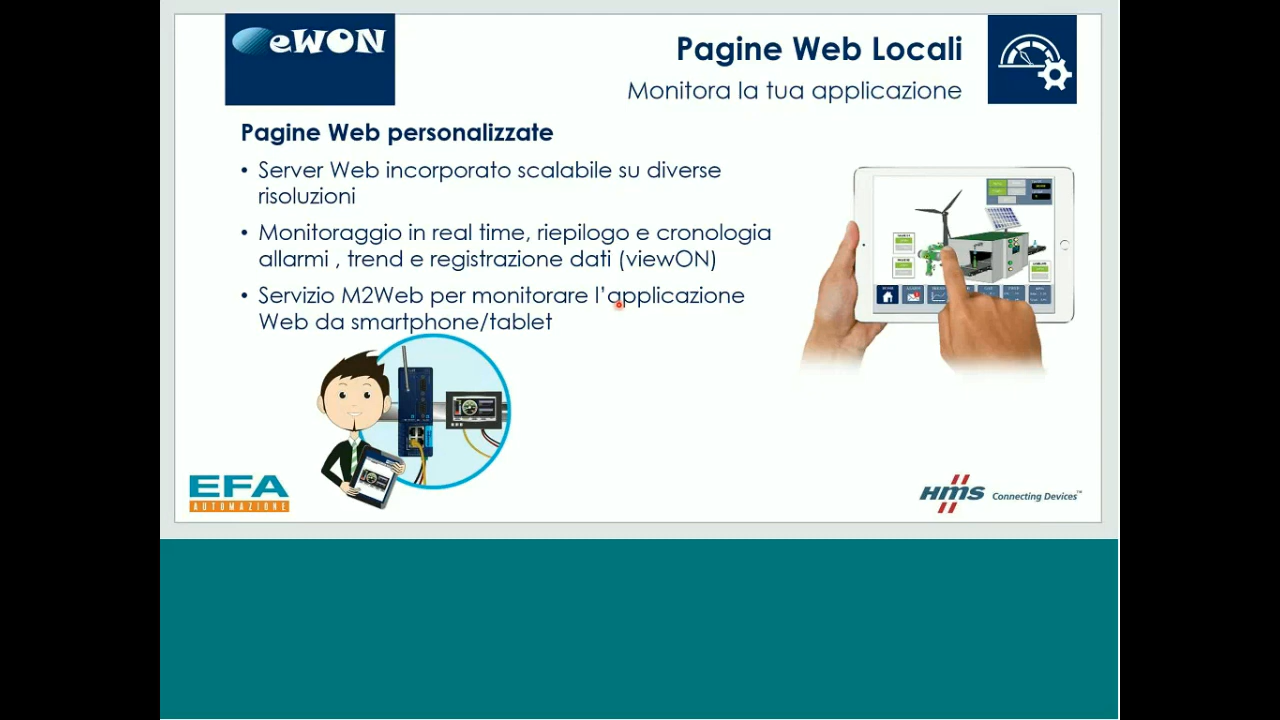 eWON
Pagine Web Locali
Monitora la tua applicazione
Pagine Web personalizzate
• Server Web incorporato scalabile su diverse
risoluzioni
• Monitoraggio in real time, riepilogo e cronologia
allarmi , trend e registrazione dati (viewON)
• Servizio M2Web per monitorare l'applicazione
Web da smartphone/tablet
EFA
AUTOMAZIONE
HMS Connecting Devices™